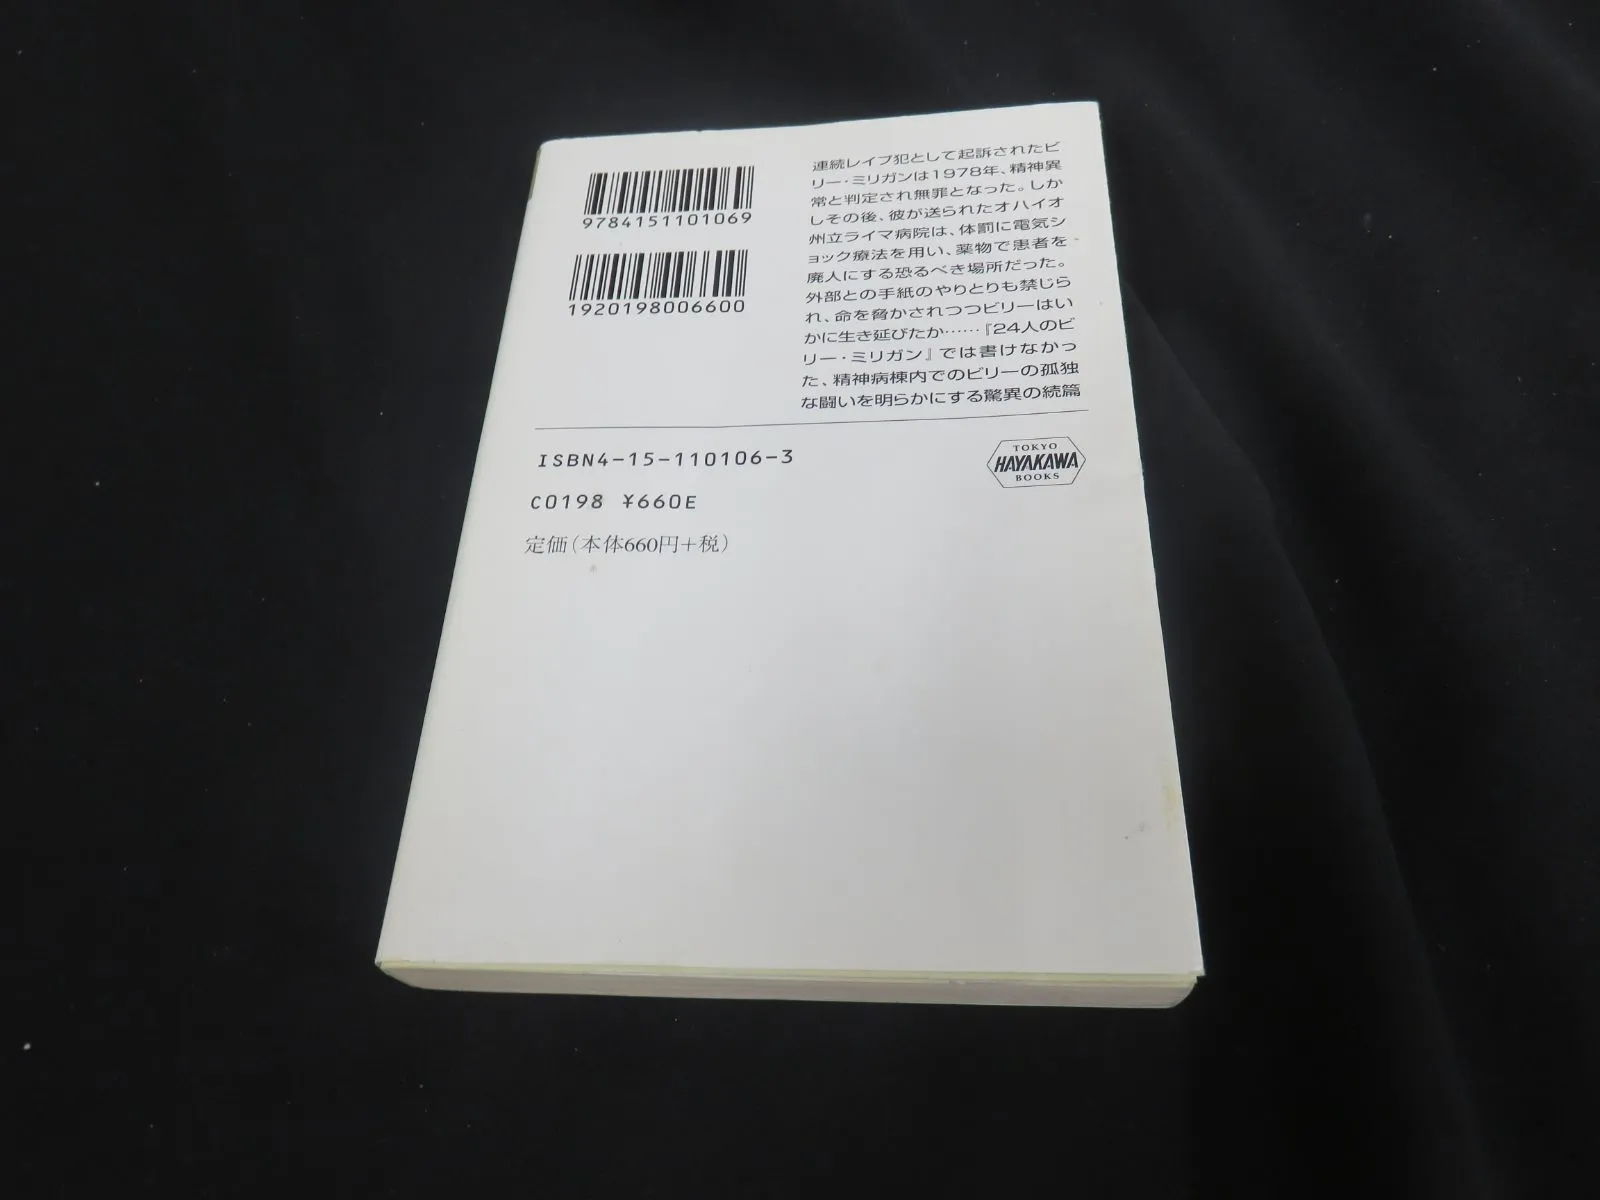 9784151101069
1920198006600
連続レイプ犯として起訴されたビ
リー・ミリガンは1978年、精神異
常と判定され無罪となった。しか
しその後、彼が送られたオハイオ
州立ライマ病院は、体罰に電気シ
ョック療法を用い、薬物で患者を
廃人にする恐るべき場所だった。
外部との手紙のやりとりも禁じら
れ、命を脅かされつつビリーはい
かに生き延びたか……『24人のビ
リー・ミリガン』では書けなかっ
た、精神病棟内でのビリーの孤独
な闘いを明らかにする驚異の続篇
ISBN4-15-110106-3
C0198 ¥660E
定価(本体660円+税)
TOKYO
HAYAKAWA
BOOKS